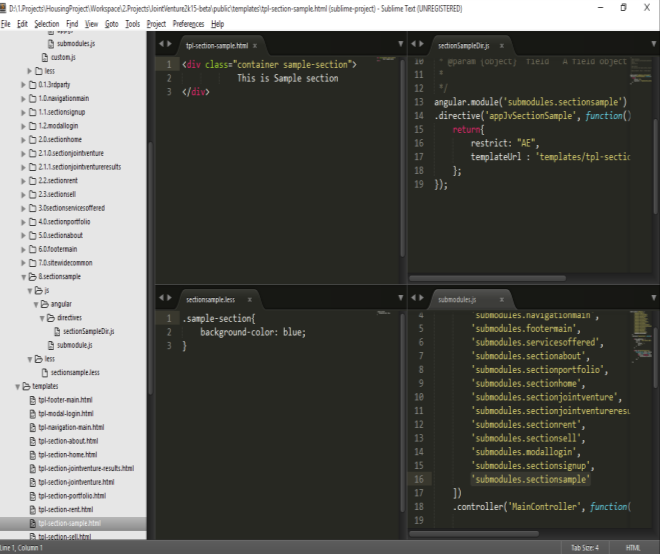 D:\1.Projects\HousingProject\Workspace\2.Projects\JointVenture2k15-beta\public\templates\tpl-section-sample.html (sublime-project) - Sublime Text (UNREGISTERED)
File Edit Selection Find View Goto Tools Project Preferences Help
submodules.js
custom.js
less
0.1.3rdparty
1.0.navigationmain
1.1.sectionsignup
1.2.modallogin
2.0.sectionhome
2.1.0.sectionjointventure
2.1.1.sectionjointventureresults
2.2.sectionrent
2.3.sectionsell
3.0sectionservicesoffered
4.0.sectionportfolio
5.0.sectionabout
6.0.footermain
7.0.sitewidecommon
8.sectionsample
js
angular
directives
sectionSampleDir.js
submodule.js
less
sectionsample.less
templates
tpl-footer-main.html
tpl-modal-login.html
tpl-navigation-main.html
tpl-section-about.html
tpl-section-home.html
tpl-section-jointventure-results.html
tpl-section-jointventure.html
tpl-section-portfolio.html
tpl-section-rent.html
tpl-section-sample.html
tpl-section-sell.html
tpl-section-sample.html x
1 <div class="container sample-section">
2 This is Sample section
3 </div>
sectionSampleDir.js x
10 * @param {object} field A field object
11 *
12 */
13 angular.module('submodules.sectionsample')
14 .directive('appJvSectionSample', function()
15 return{
16 restrict: "AE",
17 templateUrl : 'templates/tpl-sectio
18 };
19 });
sectionsample.less x
1 .sample-section{
2 background-color: blue;
3 }
submodules.js x
4 'submodules.navigationmain',
5 'submodules.footermain',
6 'submodules.servicesoffered',
7 'submodules.sectionabout',
8 'submodules.sectionportfolio',
9 'submodules.sectionhome',
10 'submodules.sectionjointventure',
11 'submodules.sectionjointventuresu
12 'submodules.sectionrent',
13 'submodules.sectionsell',
14 'submodules.modallogin',
15 'submodules.sectionsignup',
16 'submodules.sectionsample'
17 ])
18 .controller('MainController', function(
19
Line 1, Column 1
Tab Size: 4 HTML